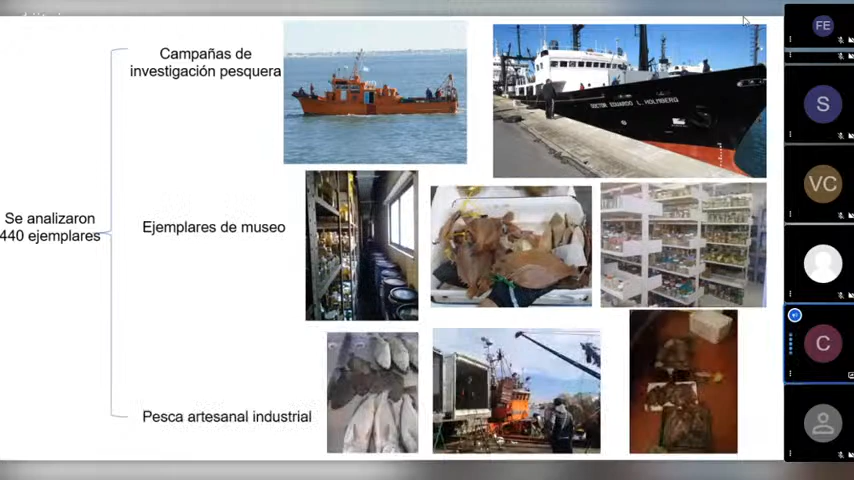 Campañas de
investigación pesquera
DOCTOR EDUARDO L. HOLMBERG
Se analizaron
440 ejemplares
Ejemplares de museo
Pesca artesanal industrial
FE
S
VC
C